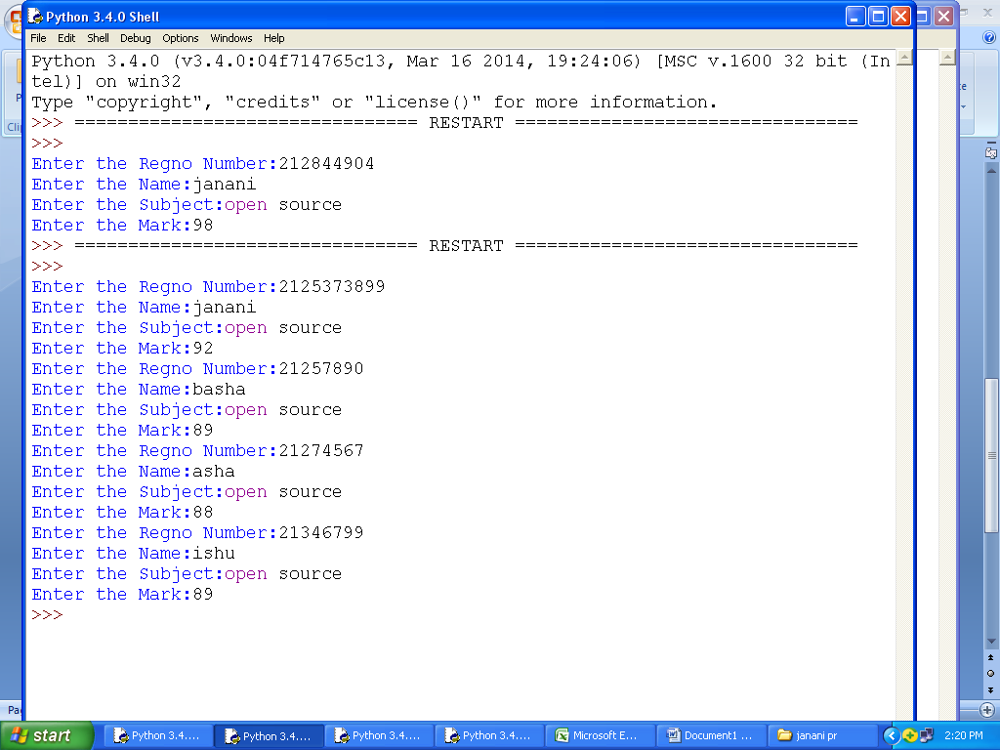 Python 3.4.0 Shell
File Edit Shell Debug Options Windows Help
Python 3.4.0 (v3.4.0:04f714765c13, Mar 16 2014, 19:24:06) [MSC v.1600 32 bit (In
tel)] on win32
Type "copyright", "credits" or "license()" for more information.
>>> ================================ RESTART ================================
>>>
Enter the Regno Number:212844904
Enter the Name:janani
Enter the Subject:open source
Enter the Mark:98
>>> ================================ RESTART ================================
>>>
Enter the Regno Number:2125373899
Enter the Name:janani
Enter the Subject:open source
Enter the Mark:92
Enter the Regno Number:21257890
Enter the Name:basha
Enter the Subject:open source
Enter the Mark:89
Enter the Regno Number:21274567
Enter the Name:asha
Enter the Subject:open source
Enter the Mark:88
Enter the Regno Number:21346799
Enter the Name:ishu
Enter the Subject:open source
Enter the Mark:89
>>>
start Python 3.4.... Python 3.4.... Python 3.4.... Python 3.4.... Microsoft E... Document1 ... janani pr 2:20 PM